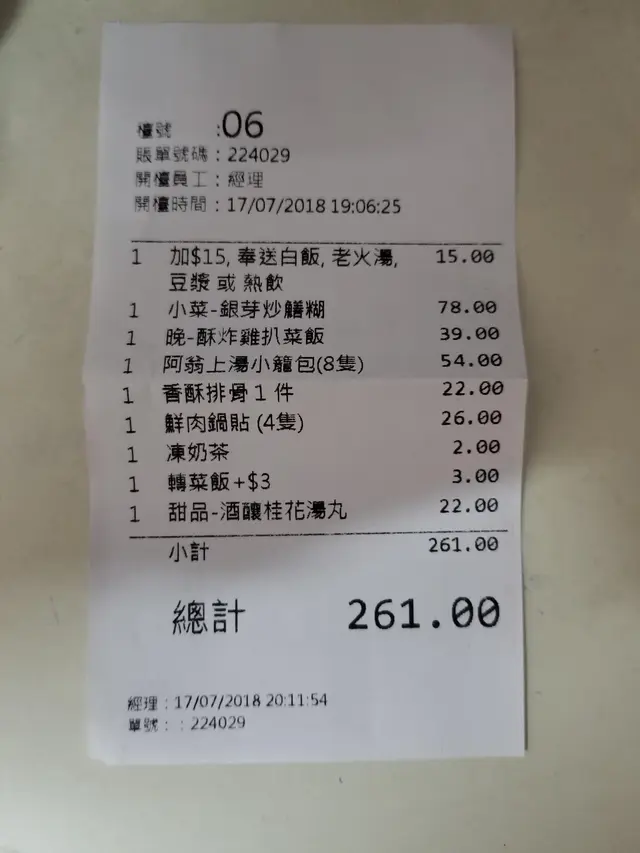 檯號 :06
賬單號碼 : 224029
開檯員工 : 經理
開檯時間 : 17/07/2018 19:06:25
1 加$15, 奉送白飯, 老火湯, 15.00
豆漿 或 熱飲
1 小菜-銀芽炒鱔糊 78.00
1 晚-酥炸雞扒菜飯 39.00
1 阿翁上湯小籠包(8隻) 54.00
1 香酥排骨 1 件 22.00
1 鮮肉鍋貼 (4隻) 26.00
1 凍奶茶 2.00
1 轉菜飯+$3 3.00
1 甜品-酒釀桂花湯丸 22.00
小計 261.00
總計 261.00
經理 : 17/07/2018 20:11:54
單號 : : 224029